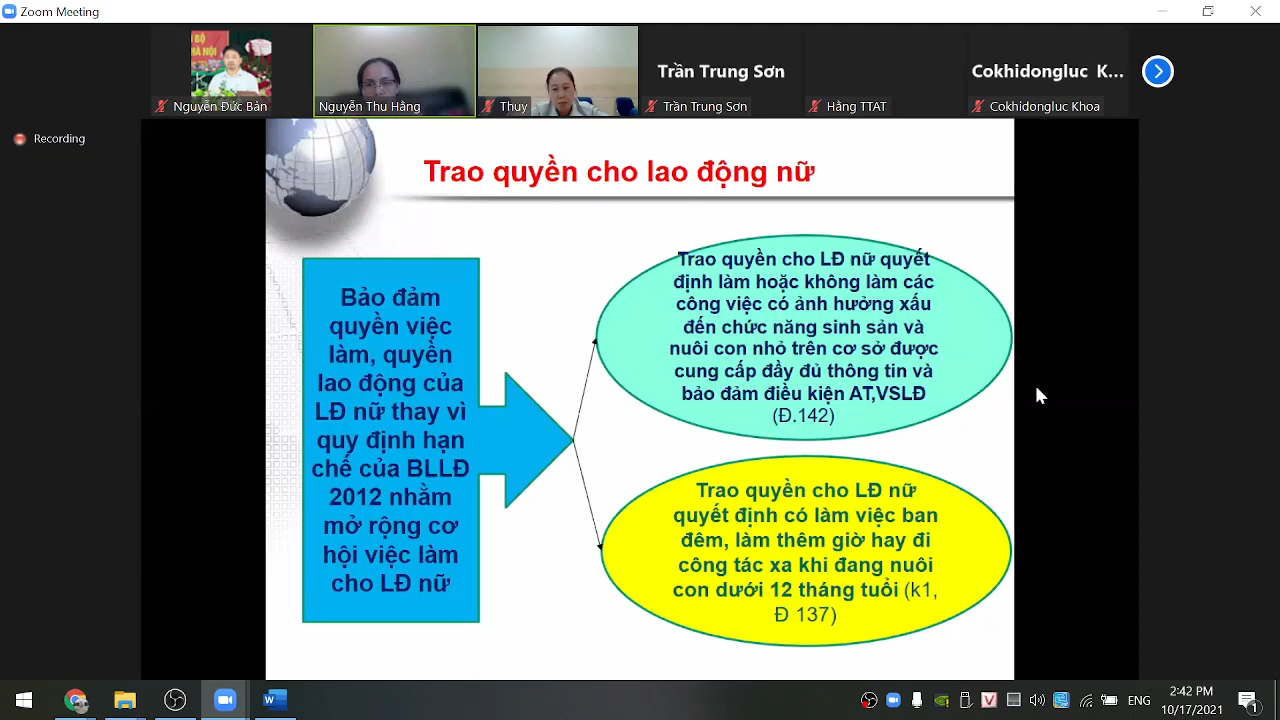 Zoom Meeting
BỘ
HÀ NỘI
Trần Trung Sơn
Cokhidongluc K...
Nguyễn Đức Bản
Nguyễn Thu Hằng
Thụy
Trần Trung Sơn
Hằng TTAT
Cokhidongluc Khoa
Recording
Trao quyền cho lao động nữ
Bảo đảm
quyền việc
làm, quyền
lao động của
LĐ nữ thay vì
quy định hạn
chế của BLLĐ
2012 nhằm
mở rộng cơ
hội việc làm
cho LĐ nữ
Trao quyền cho LĐ nữ quyết
định làm hoặc không làm các
công việc có ảnh hưởng xấu
đến chức năng sinh sản và
nuôi con nhỏ trên cơ sở được
cung cấp đầy đủ thông tin và
bảo đảm điều kiện AT,VSLĐ
(Đ.142)
Trao quyền cho LĐ nữ
quyết định có làm việc ban
đêm, làm thêm giờ hay đi
công tác xa khi đang nuôi
con dưới 12 tháng tuổi (k1,
Đ 137)
ENG
2:42 PM
10/17/2021